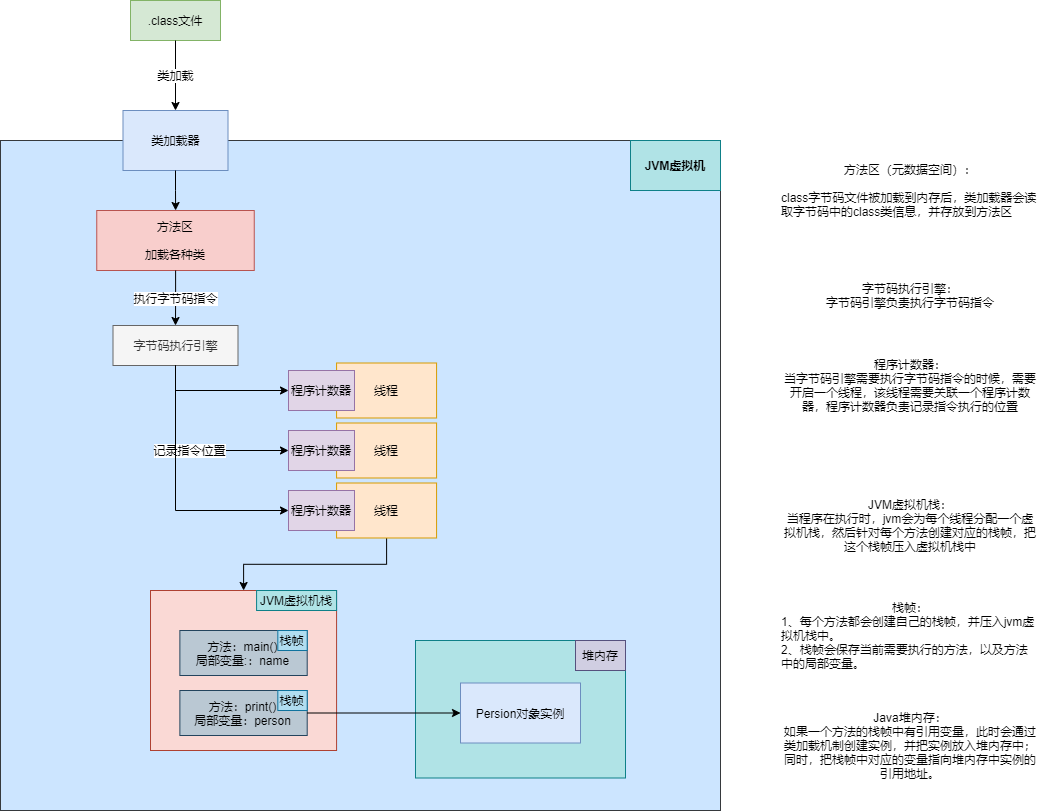 .class文件
类加载
类加载器
JVM虚拟机
方法区
加载各种类
执行字节码指令
字节码执行引擎
程序计数器
线程
记录指令位置
程序计数器
线程
程序计数器
线程
JVM虚拟机栈
栈帧
方法：main()
局部变量:：name
栈帧
方法：print()
局部变量：person
堆内存
Persion对象实例
方法区（元数据空间）：
class字节码文件被加载到内存后，类加载器会读
取字节码中的class类信息，并存放到方法区
字节码执行引擎：
字节码引擎负责执行字节码指令
程序计数器：
当字节码引擎需要执行字节码指令的时候，需要
开启一个线程，该线程需要关联一个程序计数
器，程序计数器负责记录指令执行的位置
JVM虚拟机栈：
当程序在执行时，jvm会为每个线程分配一个虚
拟机栈，然后针对每个方法创建对应的栈帧，把
这个栈帧压入虚拟机栈中
栈帧：
1、每个方法都会创建自己的栈帧，并压入jvm虚
拟机栈中。
2、栈帧会保存当前需要执行的方法，以及方法
中的局部变量。
Java堆内存：
如果一个方法的栈帧中有引用变量，此时会通过
类加载机制创建实例，并把实例放入堆内存中；
同时，把栈帧中对应的变量指向堆内存中实例的
引用地址。